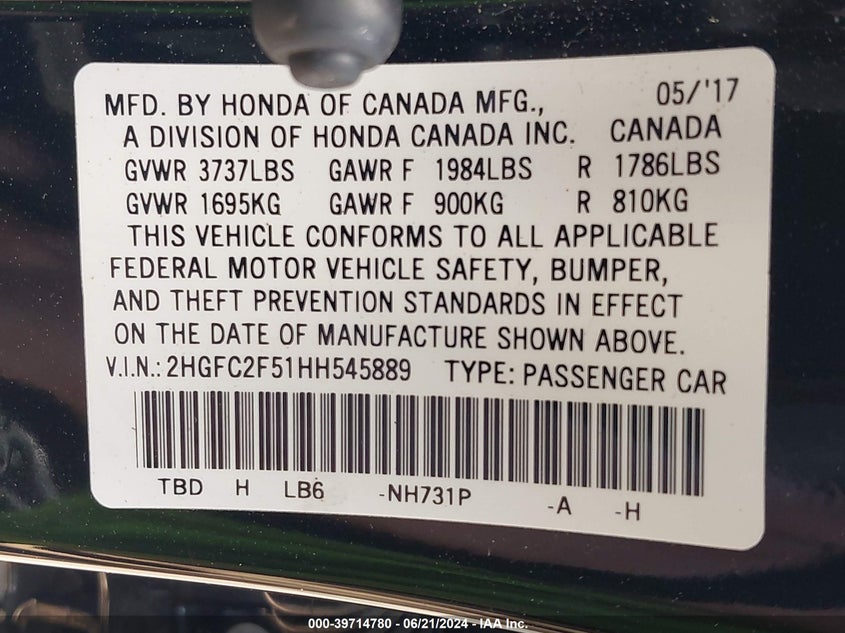 MFD. BY HONDA OF CANADA MFG., 05/'17
A DIVISION OF HONDA CANADA INC. CANADA
GVWR 3737LBS GAWR F 1984LBS R 1786LBS
GVWR 1695KG GAWR F 900KG R 810KG
THIS VEHICLE CONFORMS TO ALL APPLICABLE
FEDERAL MOTOR VEHICLE SAFETY, BUMPER,
AND THEFT PREVENTION STANDARDS IN EFFECT
ON THE DATE OF MANUFACTURE SHOWN ABOVE.
V.I.N.: 2HGFC2F51HH545889 TYPE: PASSENGER CAR
TBD H LB6 -NH731P -A -H
000-39714780 - 06/21/2024 - IAA Inc.